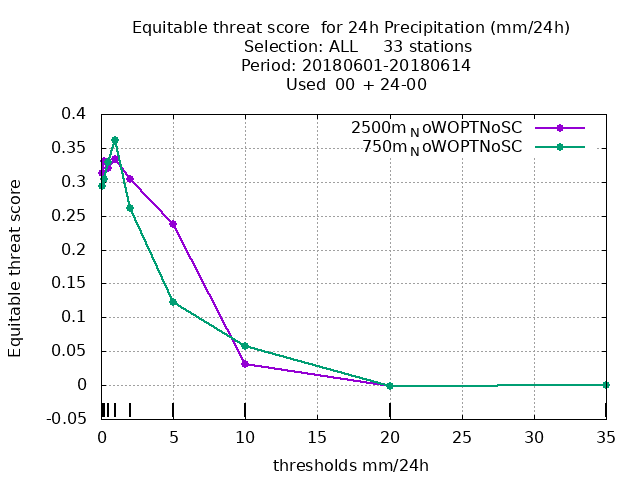 Equitable threat score for 24h Precipitation (mm/24h)
Selection: ALL 33 stations
Period: 20180601-20180614
Used 00 + 24-00
2500m_NoWOPTNoSC
750m_NoWOPTNoSC
0.4
0.35
0.3
0.25
0.2
0.15
0.1
0.05
0
-0.05
Equitable threat score
0 5 10 15 20 25 30 35
thresholds mm/24h